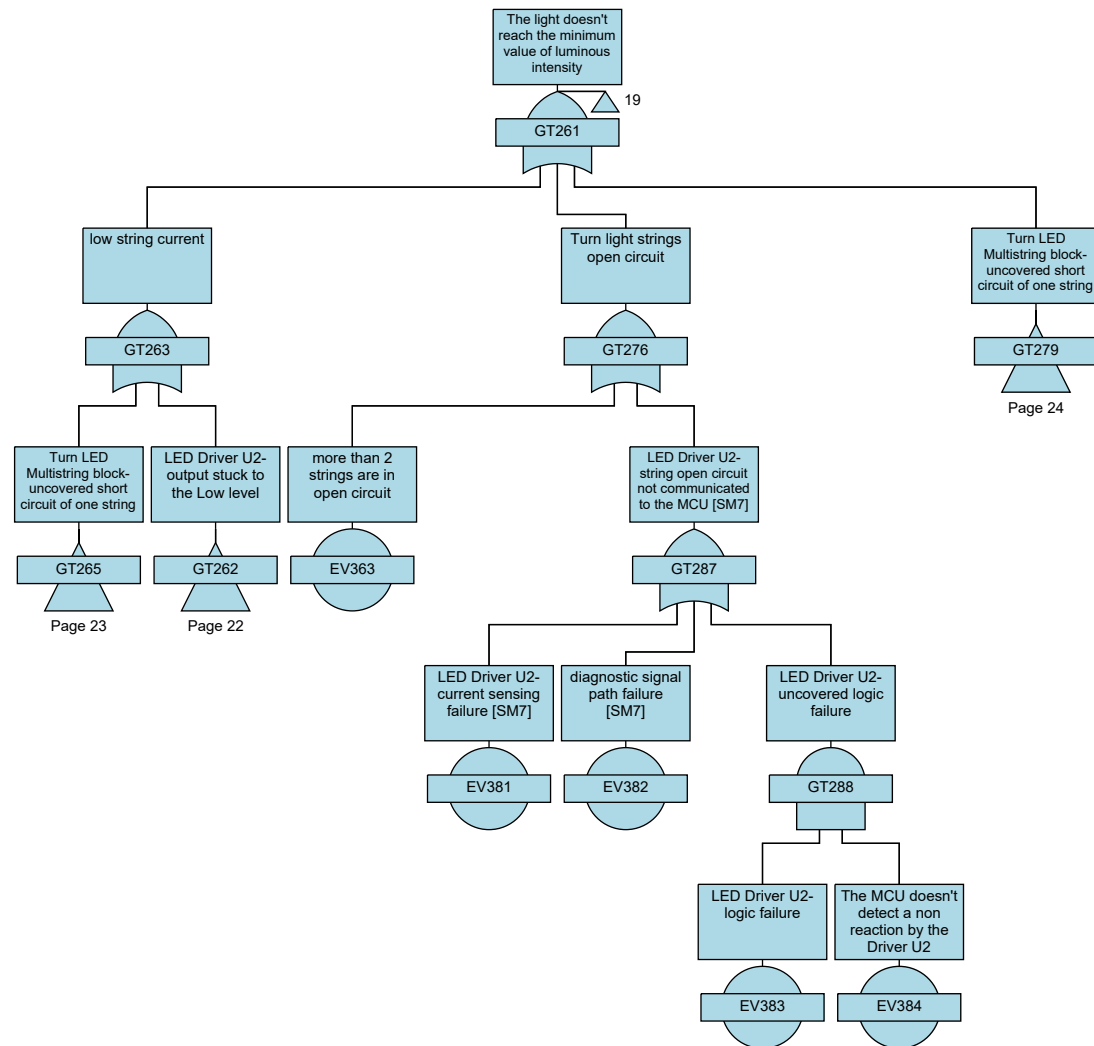 The light doesn't
reach the minimum
value of luminous
intensity
19
GT261
low string current
Turn light strings
open circuit
Turn LED
Multistring block-
uncovered short
circuit of one string
GT263
GT276
GT279
Page 24
Turn LED
Multistring block-
uncovered short
circuit of one string
LED Driver U2-
output stuck to
the Low level
more than 2
strings are in
open circuit
LED Driver U2-
string open circuit
not communicated
to the MCU [SM7]
GT265
GT262
EV363
GT287
Page 23
Page 22
LED Driver U2-
current sensing
failure [SM7]
diagnostic signal
path failure
[SM7]
LED Driver U2-
uncovered logic
failure
EV381
EV382
GT288
LED Driver U2-
logic failure
The MCU doesn't
detect a non
reaction by the
Driver U2
EV383
EV384